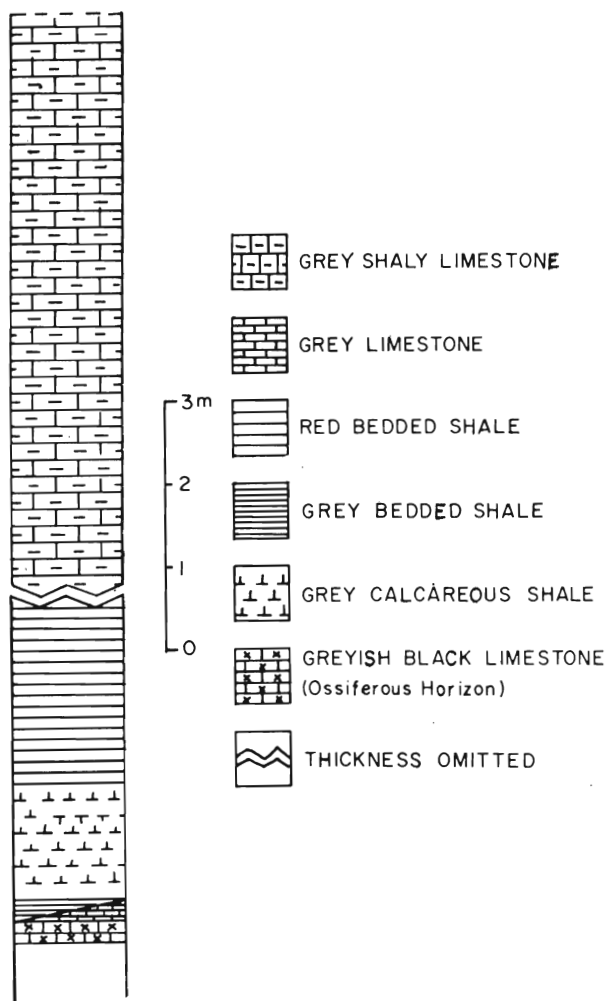 GREY SHALY LIMESTONE
GREY LIMESTONE
3m
RED BEDDED SHALE
2
GREY BEDDED SHALE
1
GREY CALCAREOUS SHALE
0
GREYISH BLACK LIMESTONE
(Ossiferous Horizon)
THICKNESS OMITTED